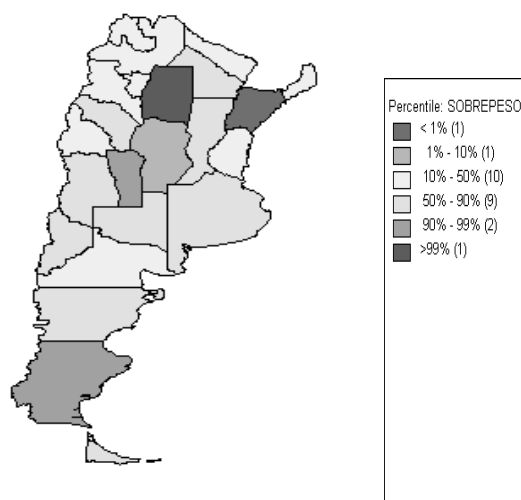 Percentile: SOBREPESO
< 1% (1)
1% - 10% (1)
10% - 50% (10)
50% - 90% (9)
90% - 99% (2)
>99% (1)